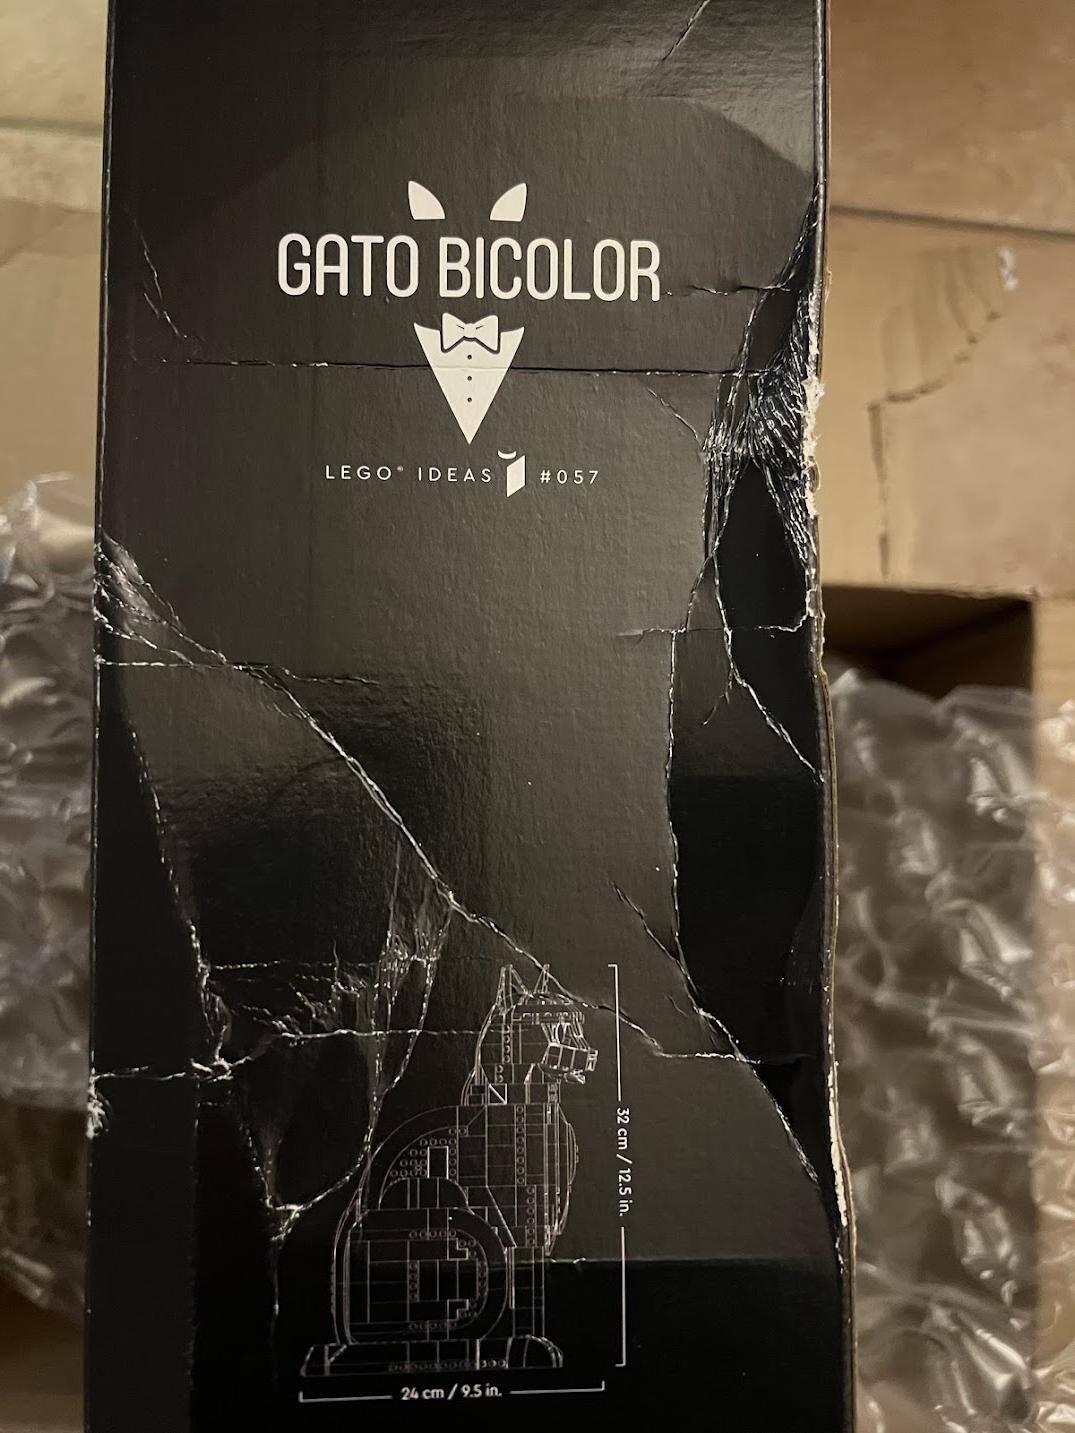 GATO BICOLOR
LEGO® IDEAS #057
32 cm / 12.5 in.
24 cm / 9.5 in.